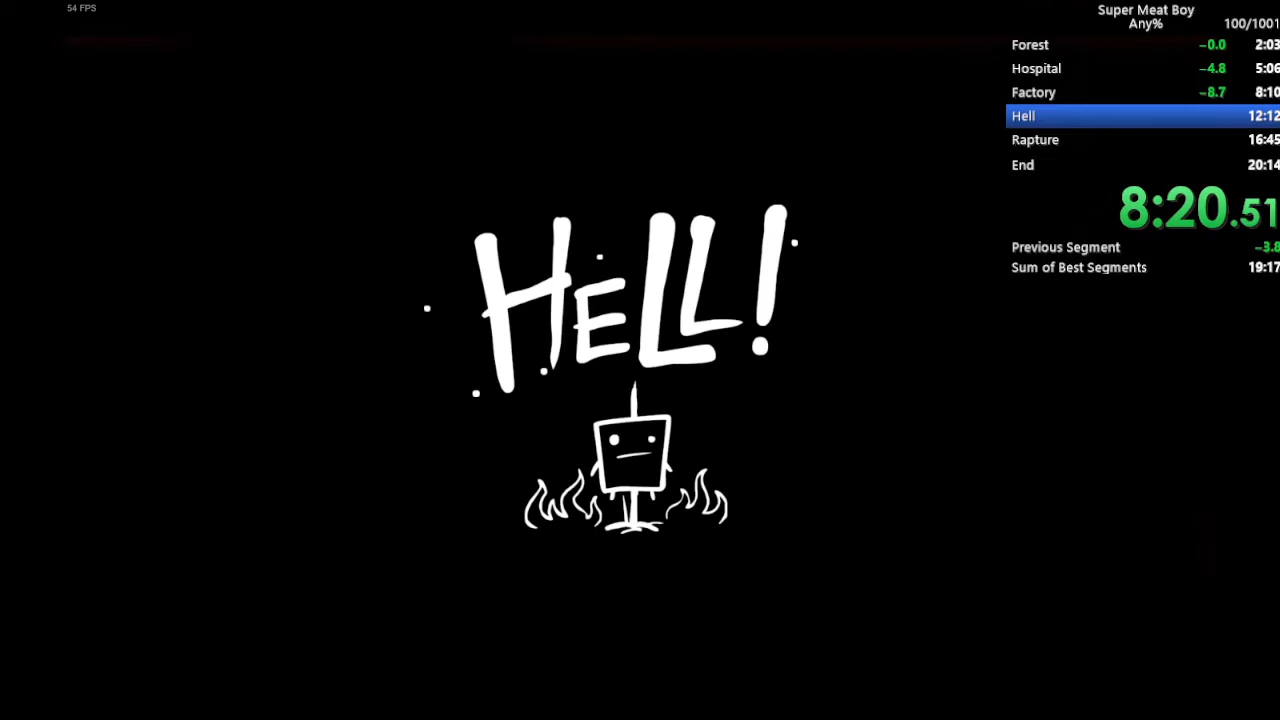 54 FPS
Super Meat Boy
Any% 100/1001
Forest -0.0 2:03
Hospital -4.8 5:06
Factory -8.7 8:10
Hell 12:12
Rapture 16:45
End 20:14
8:20.51
Previous Segment -3.8
Sum of Best Segments 19:17
HELL!